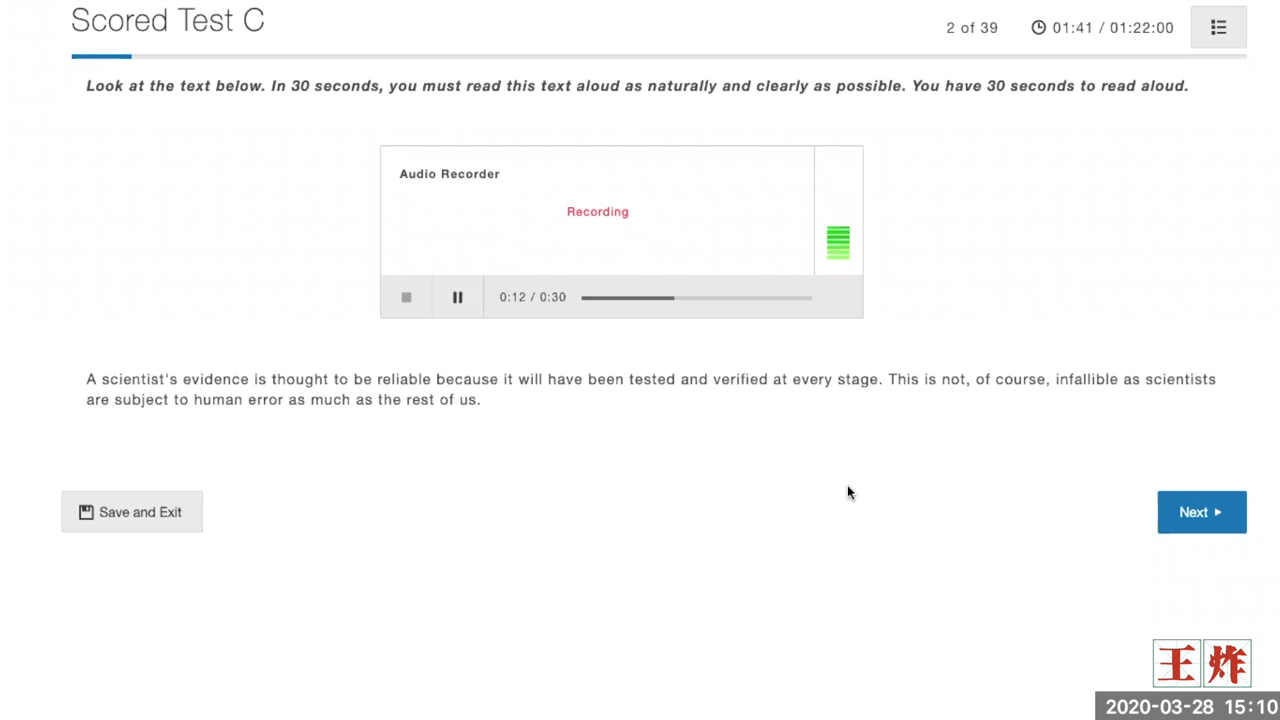 Scored Test C
2 of 39
01:41 / 01:22:00
Look at the text below. In 30 seconds, you must read this text aloud as naturally and clearly as possible. You have 30 seconds to read aloud.
Audio Recorder
Recording
0:12 / 0:30
A scientist's evidence is thought to be reliable because it will have been tested and verified at every stage. This is not, of course, infallible as scientists
are subject to human error as much as the rest of us.
Save and Exit
Next
王炸
2020-03-28 15:10